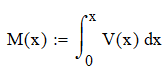 M(x) := ∫₀ˣ V(x) dx